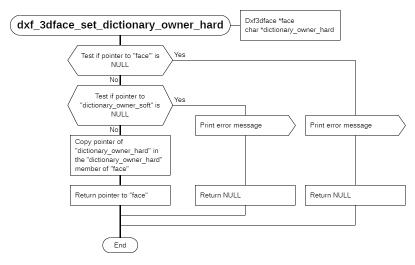 dxf_3dface_set_dictionary_owner_hard
Dxf3dface *face
char *dictionary_owner_hard
Test if pointer to "face" is
NULL
Yes
No
Test if pointer to
"dictionary_owner_soft" is
NULL
Yes
No
Print error message
Print error message
Copy pointer of
"dictionary_owner_hard" in
the "dictionary_owner_hard"
member of "face"
Return pointer to "face"
Return NULL
Return NULL
End